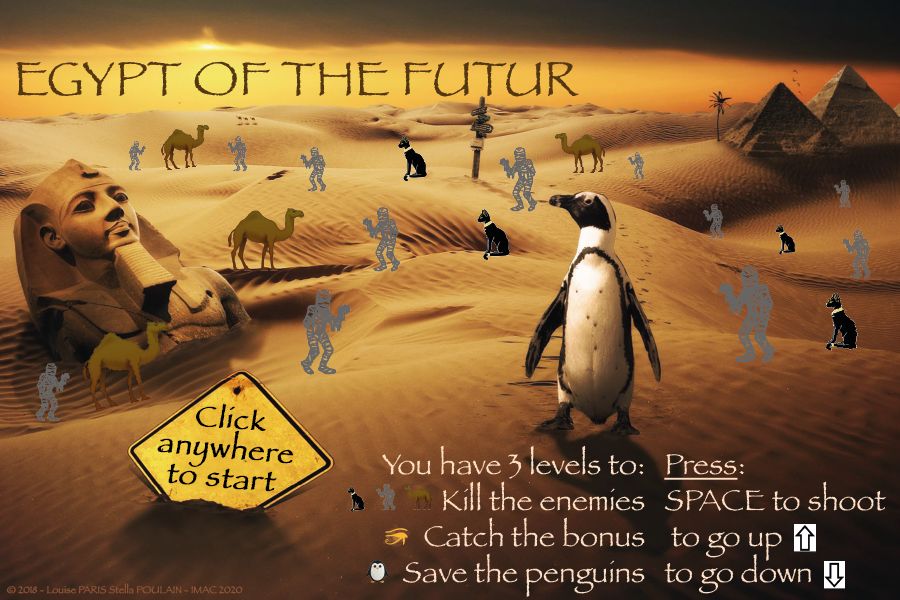 EGYPT OF THE FUTUR
Click
anywhere
to start
You have 3 levels to:
Kill the enemies
Catch the bonus
Save the penguins
Press:
SPACE to shoot
to go up
to go down
© 2018 - Louise PARIS Stella POULAIN - IMAC 2020